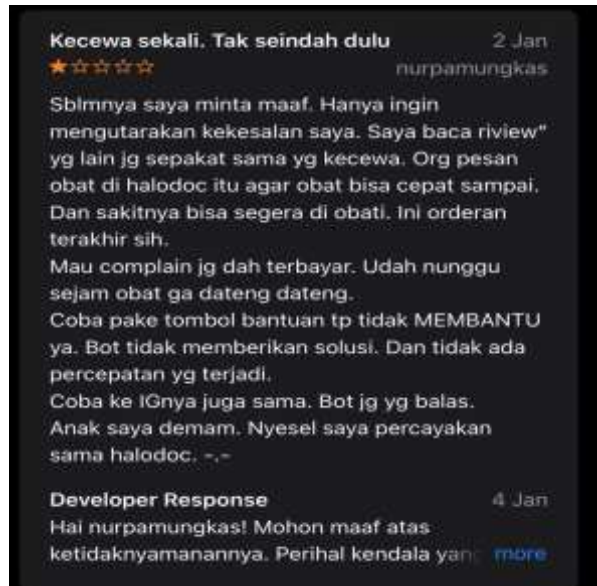 Kecewa sekali. Tak seindah dulu 2 Jan
nurpamungkas
Sblmnya saya minta maaf. Hanya ingin
mengutarakan kekesalan saya. Saya baca riview"
yg lain jg sepakat sama yg kecewa. Org pesan
obat di halodoc itu agar obat bisa cepat sampai.
Dan sakitnya bisa segera di obati. Ini orderan
terakhir sih.
Mau complain jg dah terbayar. Udah nunggu
sejam obat ga dateng dateng.
Coba pake tombol bantuan tp tidak MEMBANTU
ya. Bot tidak memberikan solusi. Dan tidak ada
percepatan yg terjadi.
Coba ke IGnya juga sama. Bot jg yg balas.
Anak saya demam. Nyesel saya percayakan
sama halodoc. -.-
Developer Response 4 Jan
Hai nurpamungkas! Mohon maaf atas
ketidaknyamanannya. Perihal kendala yang more